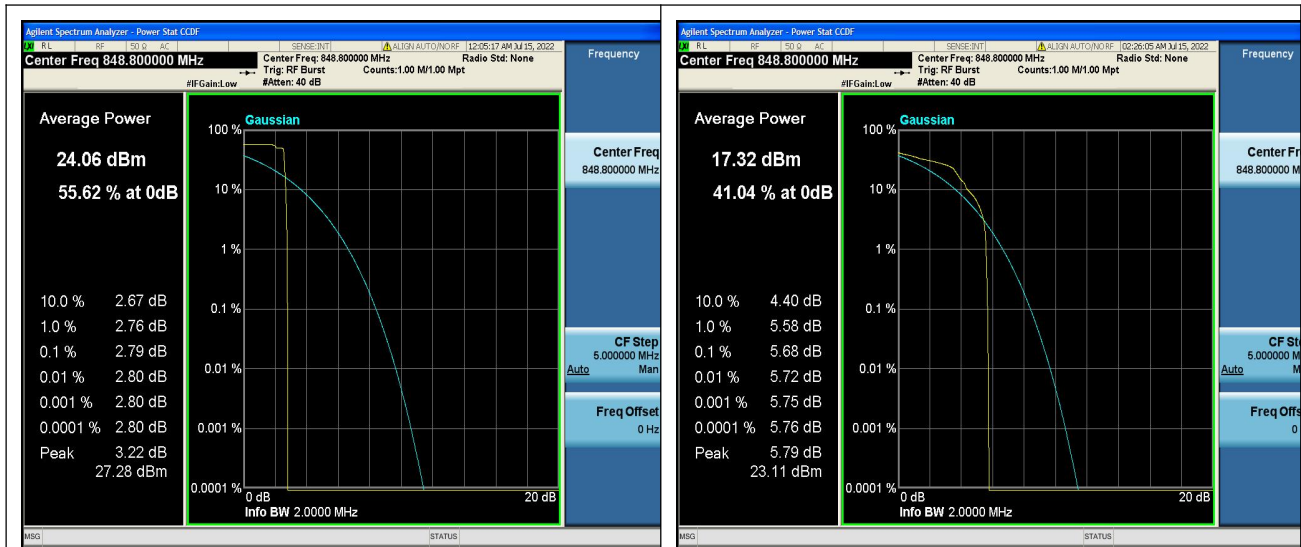 Agilent Spectrum Analyzer - Power Stat CCDF
LXI RL RF 50 Ω AC SENSE:INT ALIGN AUTO/NO RF 12:05:17 AM Jul 15, 2022
Center Freq 848.800000 MHz
Center Freq: 848.800000 MHz Radio Std: None
Trig: RF Burst Counts:1.00 M/1.00 Mpt
#IFGain:Low #Atten: 40 dB
Frequency
Average Power
24.06 dBm
55.62 % at 0dB
10.0 % 2.67 dB
1.0 % 2.76 dB
0.1 % 2.79 dB
0.01 % 2.80 dB
0.001 % 2.80 dB
0.0001 % 2.80 dB
Peak 3.22 dB
27.28 dBm
Gaussian
100 %
10 %
1 %
0.1 %
0.01 %
0.001 %
0.0001 %
0 dB 20 dB
Info BW 2.0000 MHz
Center Freq
848.800000 MHz
CF Step
5.000000 MHz
Auto Man
Freq Offset
0 Hz
MSG STATUS
Agilent Spectrum Analyzer - Power Stat CCDF
LXI RL RF 50 Ω AC SENSE:INT ALIGN AUTO/NO RF 02:26:05 AM Jul 15, 2022
Center Freq 848.800000 MHz
Center Freq: 848.800000 MHz Radio Std: None
Trig: RF Burst Counts:1.00 M/1.00 Mpt
#IFGain:Low #Atten: 40 dB
Frequency
Average Power
17.32 dBm
41.04 % at 0dB
10.0 % 4.40 dB
1.0 % 5.58 dB
0.1 % 5.68 dB
0.01 % 5.72 dB
0.001 % 5.75 dB
0.0001 % 5.76 dB
Peak 5.79 dB
23.11 dBm
Gaussian
100 %
10 %
1 %
0.1 %
0.01 %
0.001 %
0.0001 %
0 dB 20 dB
Info BW 2.0000 MHz
Center Fr
848.800000 M
CF Ste
5.000000 M
Auto M
Freq Offs
0
MSG STATUS